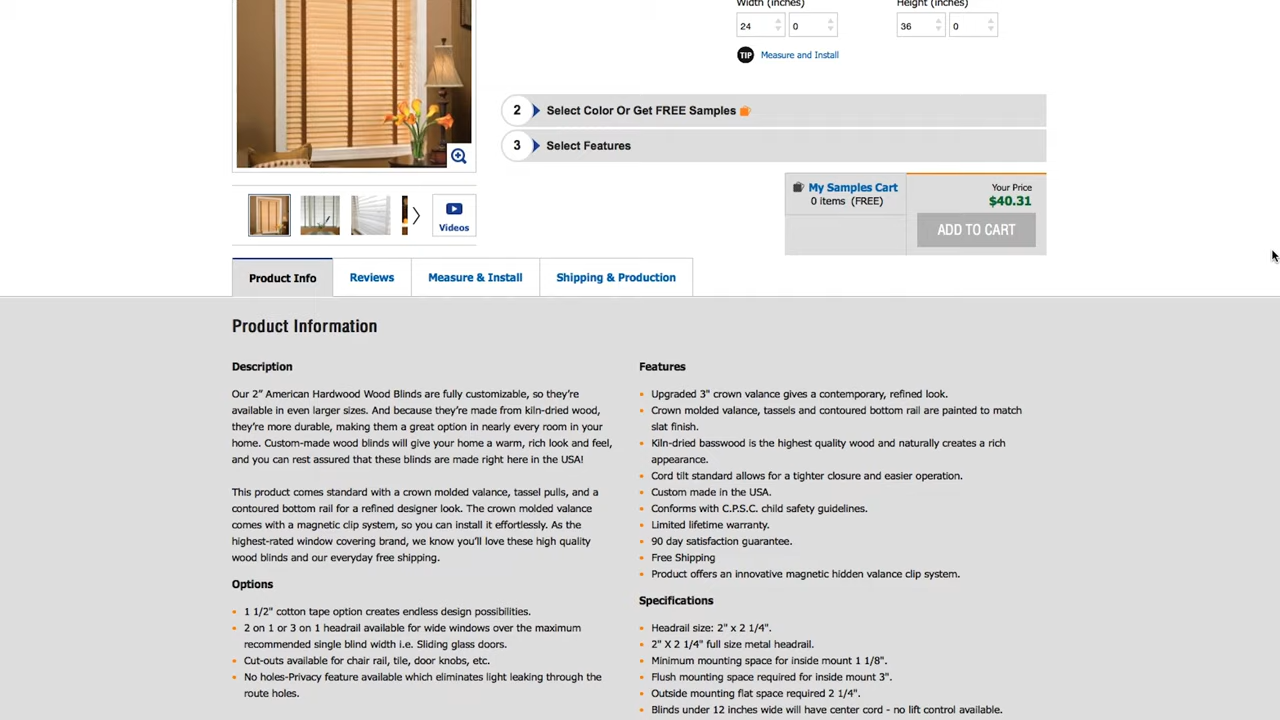 Width (inches)
Height (inches)
24
0
36
0
TIP
Measure and Install
2
Select Color Or Get FREE Samples
3
Select Features
My Samples Cart
0 items (FREE)
Your Price
$40.31
ADD TO CART
Videos
Product Info
Reviews
Measure & Install
Shipping & Production
Product Information
Description
Our 2" American Hardwood Wood Blinds are fully customizable, so they're
available in even larger sizes. And because they're made from kiln-dried wood,
they're more durable, making them a great option in nearly every room in your
home. Custom-made wood blinds will give your home a warm, rich look and feel,
and you can rest assured that these blinds are made right here in the USA!
This product comes standard with a crown molded valance, tassel pulls, and a
contoured bottom rail for a refined designer look. The crown molded valance
comes with a magnetic clip system, so you can install it effortlessly. As the
highest-rated window covering brand, we know you'll love these high quality
wood blinds and our everyday free shipping.
Options
• 1 1/2" cotton tape option creates endless design possibilities.
• 2 on 1 or 3 on 1 headrail available for wide windows over the maximum
recommended single blind width i.e. Sliding glass doors.
• Cut-outs available for chair rail, tile, door knobs, etc.
• No holes-Privacy feature available which eliminates light leaking through the
route holes.
Features
• Upgraded 3" crown valance gives a contemporary, refined look.
• Crown molded valance, tassels and contoured bottom rail are painted to match
slat finish.
• Kiln-dried basswood is the highest quality wood and naturally creates a rich
appearance.
• Cord tilt standard allows for a tighter closure and easier operation.
• Custom made in the USA.
• Conforms with C.P.S.C. child safety guidelines.
• Limited lifetime warranty.
• 90 day satisfaction guarantee.
• Free Shipping
• Product offers an innovative magnetic hidden valance clip system.
Specifications
• Headrail size: 2" x 2 1/4".
• 2" X 2 1/4" full size metal headrail.
• Minimum mounting space for inside mount 1 1/8".
• Flush mounting space required for inside mount 3".
• Outside mounting flat space required 2 1/4".
• Blinds under 12 inches wide will have center cord - no lift control available.